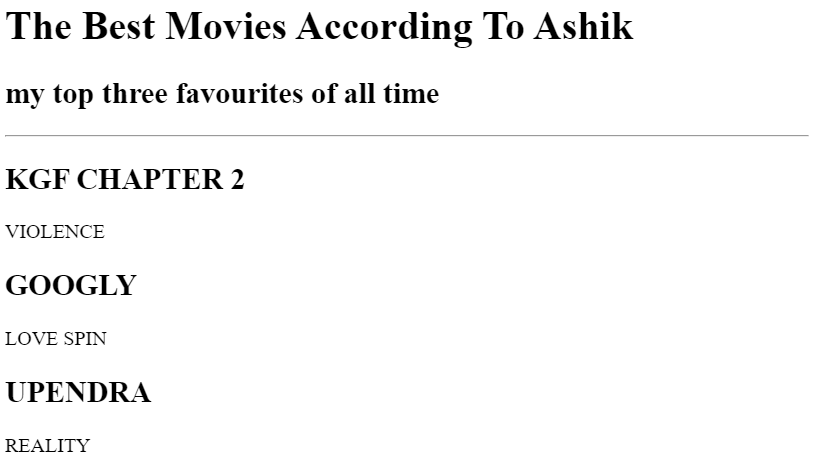 The Best Movies According To Ashik
my top three favourites of all time
KGF CHAPTER 2
VIOLENCE
GOOGLY
LOVE SPIN
UPENDRA
REALITY